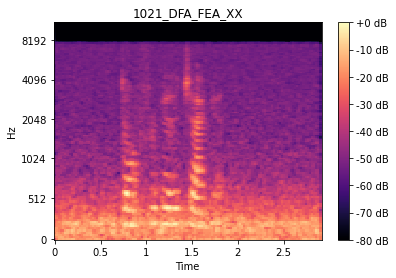 1021_DFA_FEA_XX
Hz
8192
4096
2048
1024
512
0
0
0.5
1
1.5
2
2.5
Time
+0 dB
-10 dB
-20 dB
-30 dB
-40 dB
-50 dB
-60 dB
-70 dB
-80 dB